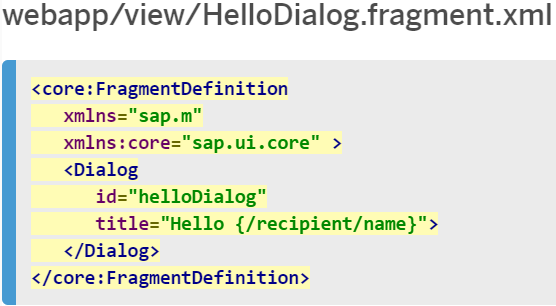 webapp/view/HelloDialog.fragment.xml
<core:FragmentDefinition
   xmlns="sap.m"
   xmlns:core="sap.ui.core" >
   <Dialog
      id="helloDialog"
      title="Hello {/recipient/name}">
   </Dialog>
</core:FragmentDefinition>